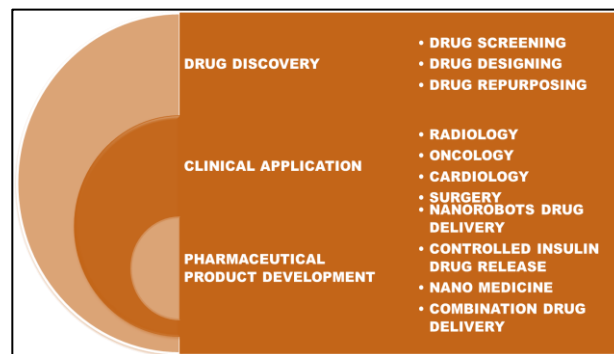 DRUG DISCOVERY
• DRUG SCREENING
• DRUG DESIGNING
• DRUG REPURPOSING
CLINICAL APPLICATION
• RADIOLOGY
• ONCOLOGY
• CARDIOLOGY
• SURGERY
PHARMACEUTICAL
PRODUCT DEVELOPMENT
• NANOROBOTS DRUG
DELIVERY
• CONTROLLED INSULIN
DRUG RELEASE
• NANO MEDICINE
• COMBINATION DRUG
DELIVERY